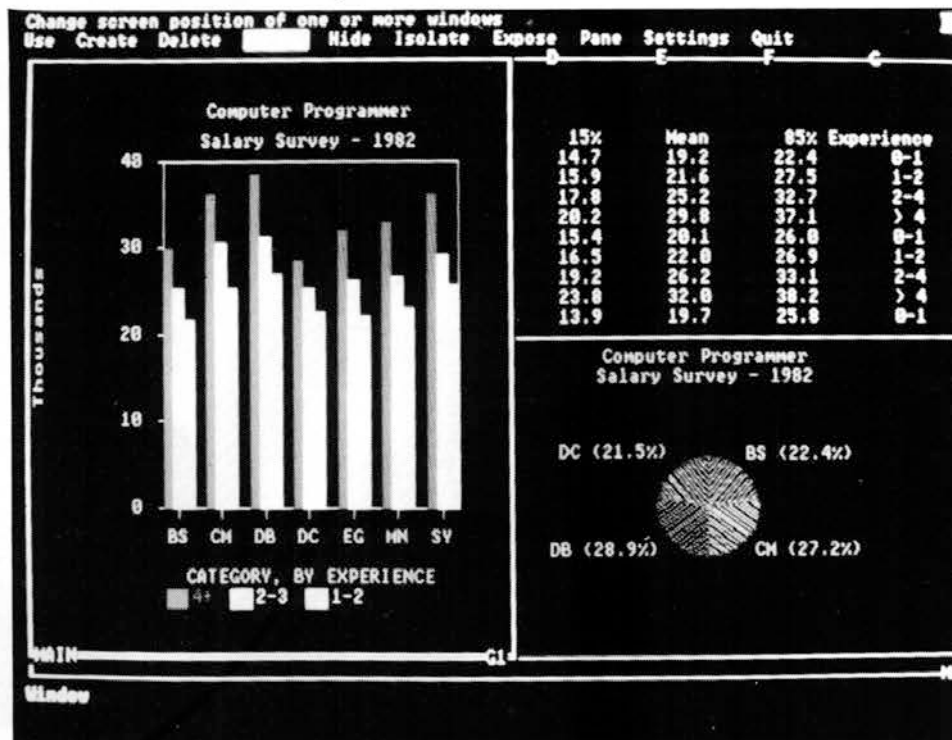 Change screen position of one or more windows
Use Create Delete Hide Isolate Expose Pane Settings Quit
D E F G
Computer Programmer
Salary Survey - 1982
Thousands
40
30
20
10
0
BS CM DB DC EG MN SY
CATEGORY, BY EXPERIENCE
4+ 2-3 1-2
15% Mean 85% Experience
14.7 19.2 22.4 0-1
15.9 21.6 27.5 1-2
17.8 25.2 32.7 2-4
20.2 29.8 37.1 > 4
15.4 20.1 26.0 0-1
16.5 22.0 26.9 1-2
19.2 26.2 33.1 2-4
23.8 32.0 38.2 > 4
13.9 19.7 25.8 0-1
Computer Programmer
Salary Survey - 1982
DC (21.5%) BS (22.4%)
DB (28.9%) CM (27.2%)
MAIN G1
Window